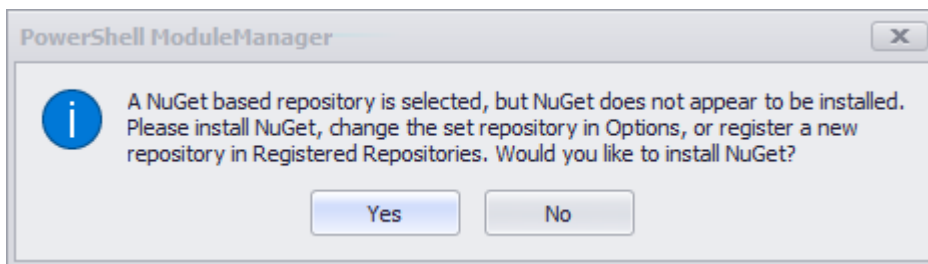 PowerShell ModuleManager
A NuGet based repository is selected, but NuGet does not appear to be installed.
Please install NuGet, change the set repository in Options, or register a new
repository in Registered Repositories. Would you like to install NuGet?
Yes No